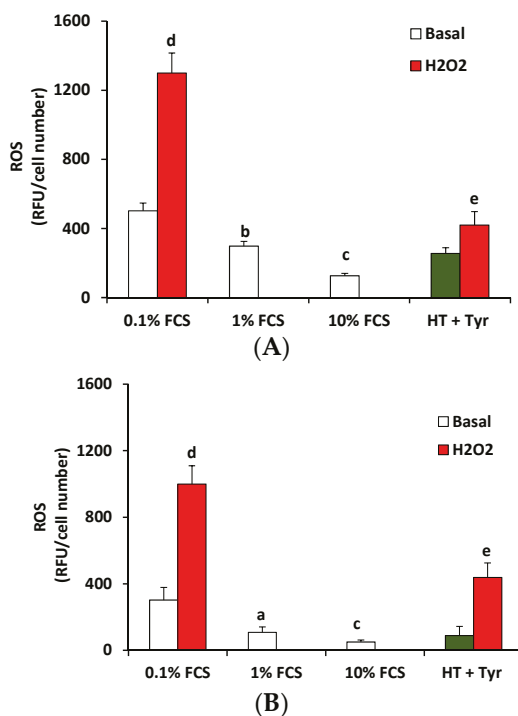 1600
1200
800
400
0
ROS
(RFU/cell number)
Basal
H2O2
d
b
c
e
0.1% FCS 1% FCS 10% FCS HT + Tyr
(A)
1600
1200
800
400
0
ROS
(RFU/cell number)
Basal
H2O2
d
a
c
e
0.1% FCS 1% FCS 10% FCS HT + Tyr
(B)